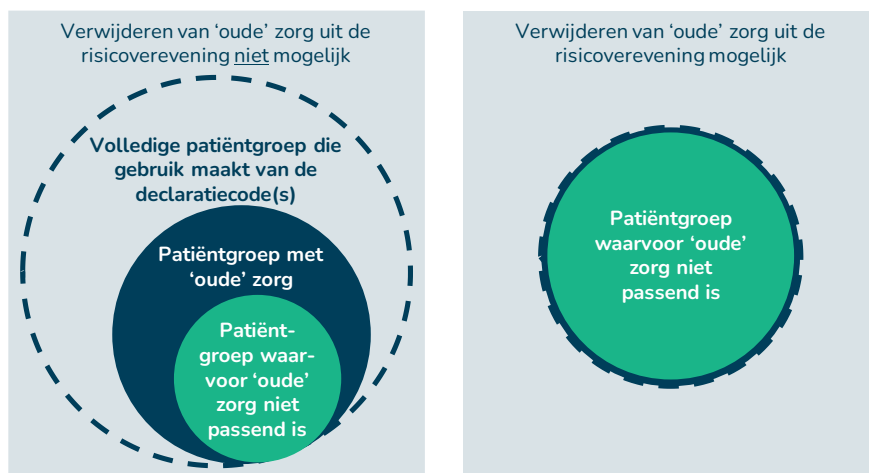 Verwijderen van ‘oude’ zorg uit de
risicoverevening niet mogelijk
Volledige patiëntgroep die
gebruik maakt van de
declaratiecode(s)
Patiëntgroep met
‘oude’ zorg
Patiënt-
groep waar-
voor ‘oude’
zorg niet
passend is
Verwijderen van ‘oude’ zorg uit de
risicoverevening mogelijk
Patiëntgroep
waarvoor ‘oude’
zorg niet
passend is